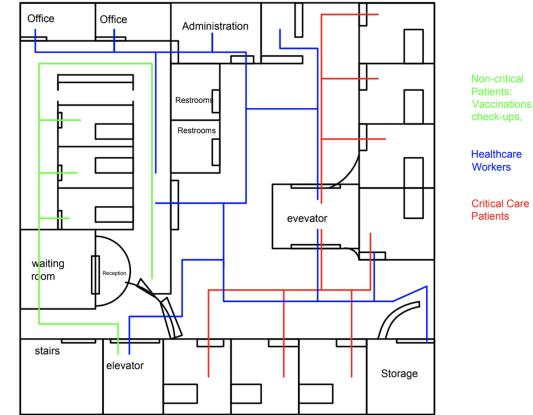 Office
Office
Administration
Restrooms
Restrooms
Non-critical
Patients:
Vaccinations
check-ups,
Healthcare
Workers
Critical Care
Patients
evevator
waiting
room
Reception
stairs
elevator
Storage